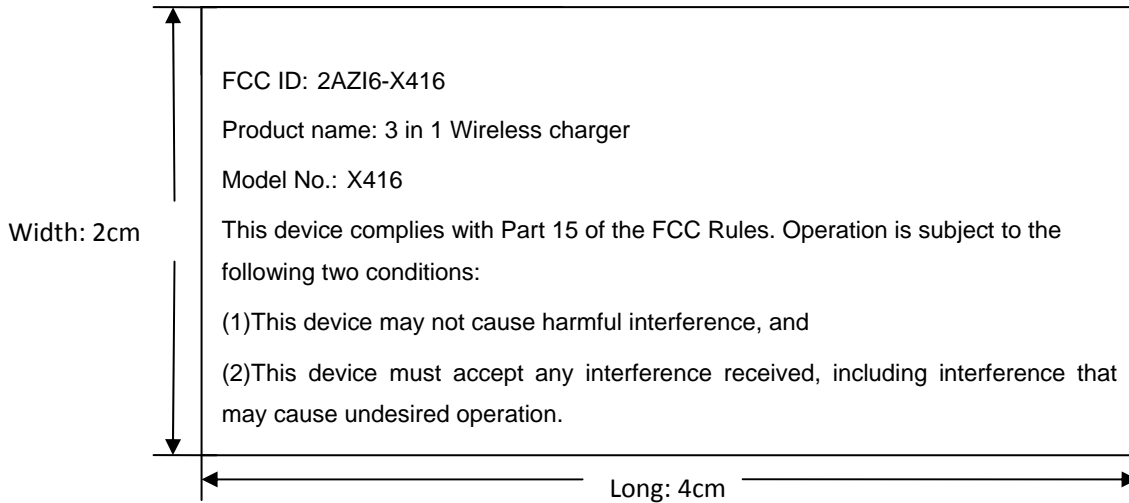 FCC ID: 2AZI6-X416
Product name: 3 in 1 Wireless charger
Model No.: X416
Width: 2cm
This device complies with Part 15 of the FCC Rules. Operation is subject to the
following two conditions:
(1)This device may not cause harmful interference, and
(2)This device must accept any interference received, including interference that
may cause undesired operation.
Long: 4cm